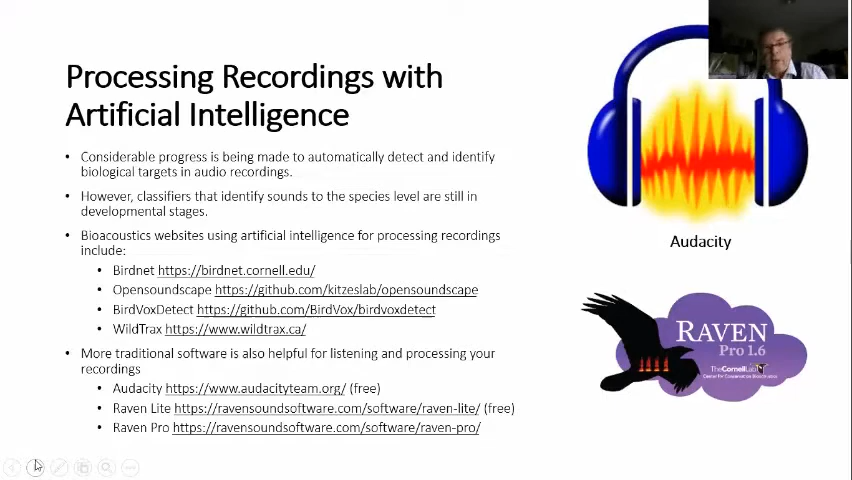 Processing Recordings with
Artificial Intelligence
• Considerable progress is being made to automatically detect and identify
biological targets in audio recordings.
• However, classifiers that identify sounds to the species level are still in
developmental stages.
• Bioacoustics websites using artificial intelligence for processing recordings
include:
• Birdnet https://birdnet.cornell.edu/
• Opensoundscape https://github.com/kitzeslab/opensoundscape
• BirdVoxDetect https://github.com/BirdVox/birdvoxdetect
• WildTrax https://www.wildtrax.ca/
• More traditional software is also helpful for listening and processing your
recordings
• Audacity https://www.audacityteam.org/ (free)
• Raven Lite https://ravensoundsoftware.com/software/raven-lite/ (free)
• Raven Pro https://ravensoundsoftware.com/software/raven-pro/
Audacity
RAVEN
Pro 1.6
TheCornellLab
Center for Conservation Bioacoustics